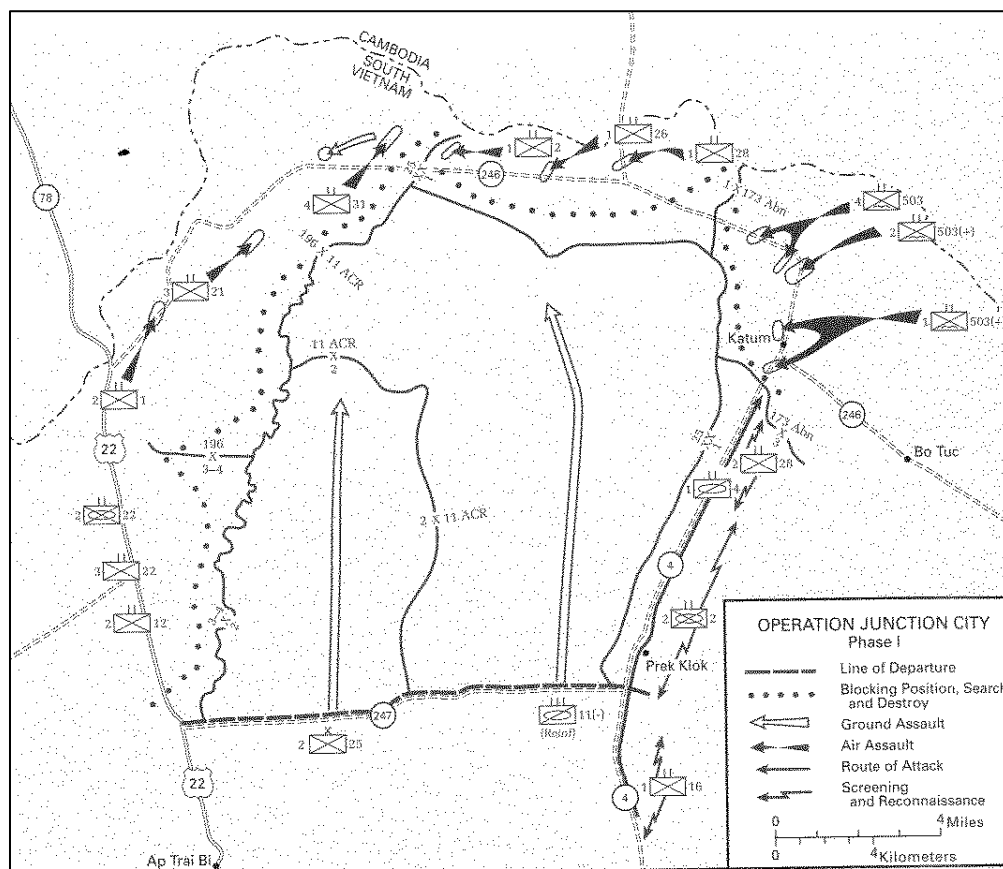 CAMBODIA
SOUTH
VIETNAM
78
246
1 26
1 2
1 28
4 31
1 X 173 Abn
4 503
2 503(+)
3 21
196 X 11 ACR
1 503(+
Katum
11 ACR
X
2
2 1
22
196
X
3-4
173 Abn
X
246
Bo Tuc
2 28
1 4
2 22
2 X 11 ACR
3 22
2 12
4
2 2
Prek Klok
247
X
2 25
11(-)
(Reinf)
22
4
1 16
Ap Trai Bi
OPERATION JUNCTION CITY
Phase I
Line of Departure
Blocking Position, Search
and Destroy
Ground Assault
Air Assault
Route of Attack
Screening
and Reconnaissance
0 4 Miles
0 4 Kilometers